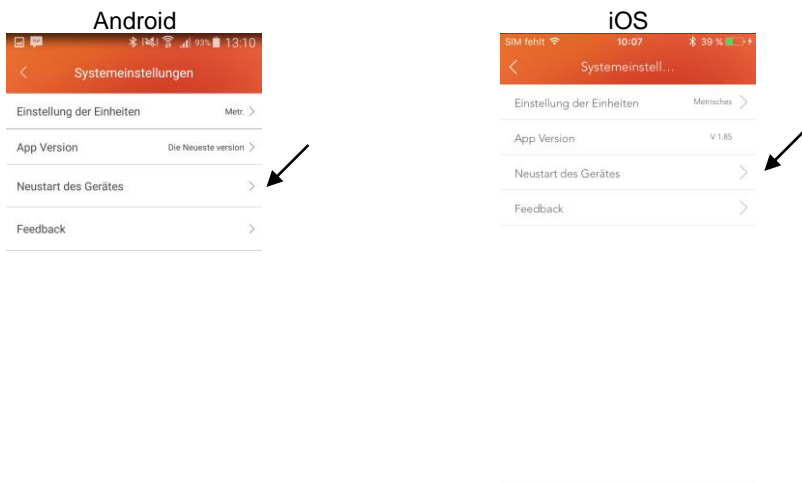 Android
93% 13:10
Systemeinstellungen
Einstellung der Einheiten Metr.
App Version Die Neueste version
Neustart des Gerätes
Feedback
iOS
SIM fehlt 10:07 39 %
Systemeinstell...
Einstellung der Einheiten Metrisches
App Version V 1.85
Neustart des Gerätes
Feedback